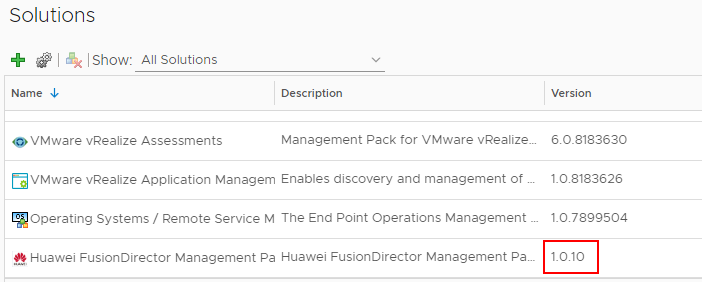 Solutions
Show: All Solutions
Name Description Version
VMware vRealize Assessments Management Pack for VMware vRealize... 6.0.8183630
VMware vRealize Application Managem Enables discovery and management of ... 1.0.8183626
Operating Systems / Remote Service M The End Point Operations Management ... 1.0.7899504
Huawei FusionDirector Management Pa Huawei FusionDirector Management Pa... 1.0.10